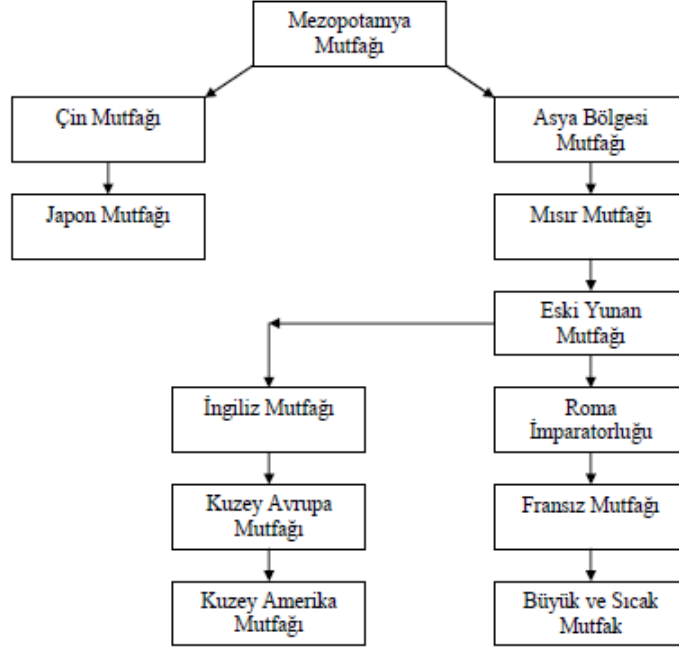 Mezopotamya
Mutfağı
Çin Mutfağı
Asya Bölgesi
Mutfağı
Japon Mutfağı
Mısır Mutfağı
Eski Yunan
Mutfağı
İngiliz Mutfağı
Roma
İmparatorluğu
Kuzey Avrupa
Mutfağı
Fransız Mutfağı
Kuzey Amerika
Mutfağı
Büyük ve Sıcak
Mutfak